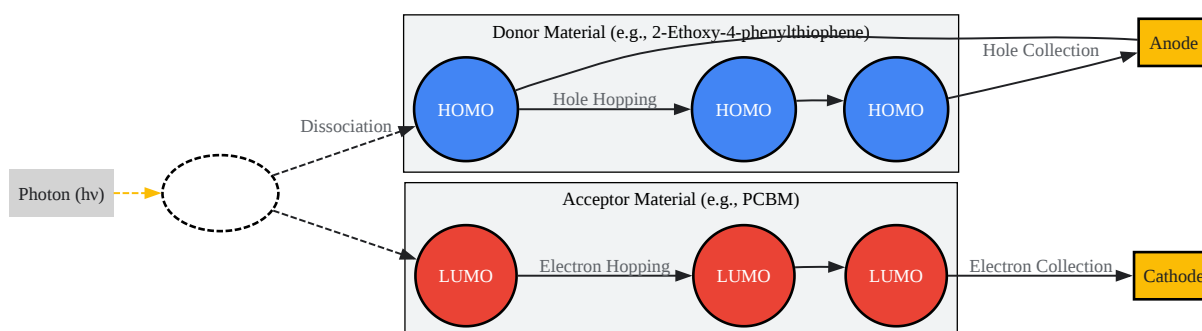 Donor Material (e.g., 2-Ethoxy-4-phenylthiophene)
Anode
Hole Collection
HOMO
Hole Hopping
HOMO
HOMO
Dissociation
Photon (hν)
Acceptor Material (e.g., PCBM)
LUMO
Electron Hopping
LUMO
LUMO
Electron Collection
Cathode